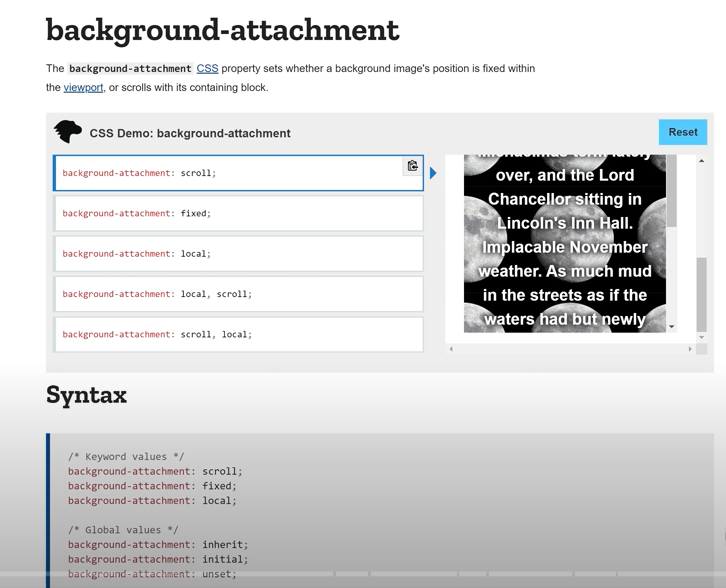 background-attachment
The background-attachment CSS property sets whether a background image's position is fixed within
the viewport, or scrolls with its containing block.
CSS Demo: background-attachment
Reset
background-attachment: scroll;
background-attachment: fixed;
background-attachment: local;
background-attachment: local, scroll;
background-attachment: scroll, local;
Michaelmas term lately
over, and the Lord
Chancellor sitting in
Lincoln's Inn Hall.
Implacable November
weather. As much mud
in the streets as if the
waters had but newly
Syntax
/* Keyword values */
background-attachment: scroll;
background-attachment: fixed;
background-attachment: local;
/* Global values */
background-attachment: inherit;
background-attachment: initial;
background-attachment: unset;